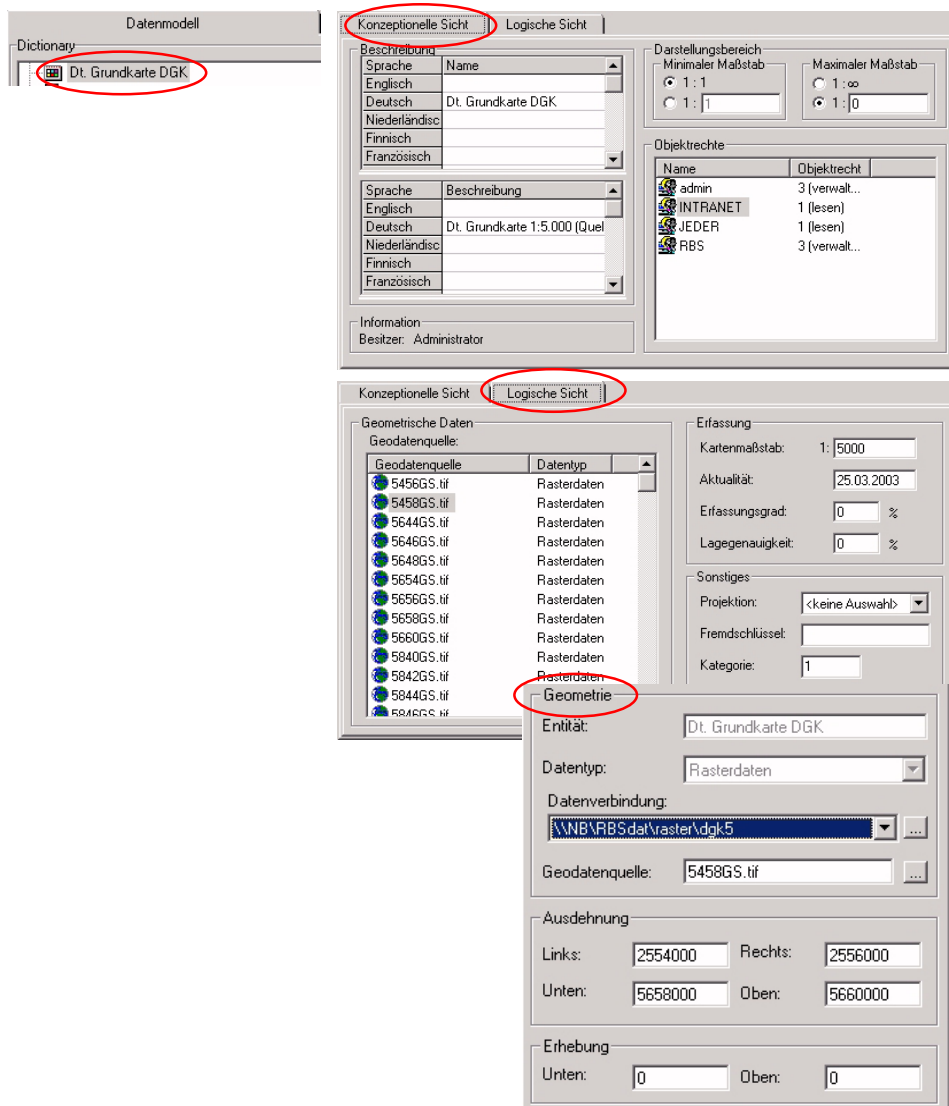 Datenmodell
Dictionary
Dt. Grundkarte DGK
Konzeptionelle Sicht Logische Sicht
Beschreibung
Sprache Name
Englisch
Deutsch Dt. Grundkarte DGK
Niederländisc
Finnisch
Französisch
Sprache Beschreibung
Englisch
Deutsch Dt. Grundkarte 1:5.000 (Quel
Niederländisc
Finnisch
Französisch
Information
Besitzer: Administrator
Darstellungsbereich
Minimaler Maßstab
1 : 1
1 : 1
Maximaler Maßstab
1 : ∞
1 : 0
Objektrechte
Name Objektrecht
admin 3 (verwalt...
INTRANET 1 (lesen)
JEDER 1 (lesen)
RBS 3 (verwalt...
Konzeptionelle Sicht Logische Sicht
Geometrische Daten
Geodatenquelle:
Geodatenquelle Datentyp
5456GS.tif Rasterdaten
5458GS.tif Rasterdaten
5644GS.tif Rasterdaten
5646GS.tif Rasterdaten
5648GS.tif Rasterdaten
5654GS.tif Rasterdaten
5656GS.tif Rasterdaten
5658GS.tif Rasterdaten
5660GS.tif Rasterdaten
5840GS.tif Rasterdaten
5842GS.tif Rasterdaten
5844GS.tif
5846GS.tif
Erfassung
Kartenmaßstab: 1: 5000
Aktualität: 25.03.2003
Erfassungsgrad: 0 %
Lagegenauigkeit: 0 %
Sonstiges
Projektion: <keine Auswahl>
Fremdschlüssel:
Kategorie: 1
Geometrie
Entität: Dt. Grundkarte DGK
Datentyp: Rasterdaten
Datenverbindung:
\\NB\RBSdat\raster\dgk5 ...
Geodatenquelle: 5458GS.tif ...
Ausdehnung
Links: 2554000 Rechts: 2556000
Unten: 5658000 Oben: 5660000
Erhebung
Unten: 0 Oben: 0